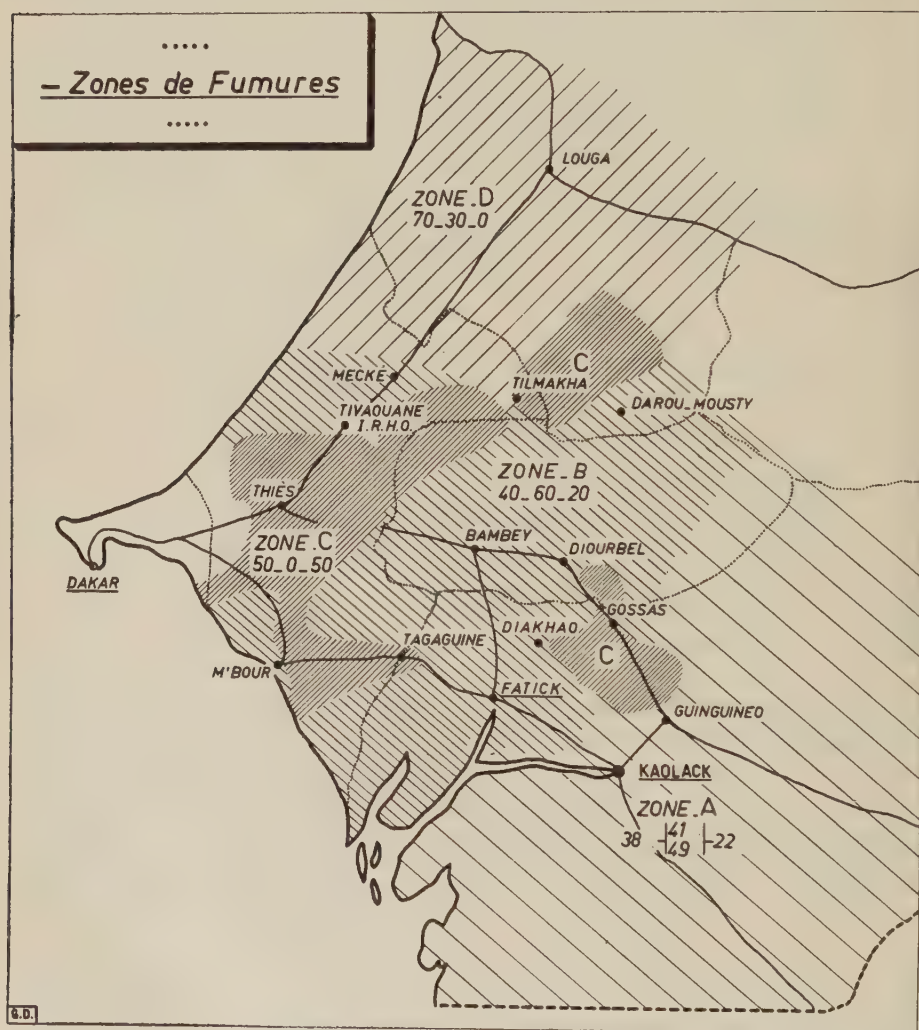 .....
- Zones de Fumures
.....
LOUGA
ZONE_D
70_30_0
MECKE
C
TILMAKHA
DAROU_MOUSTY
TIVAOUANE
I.R.H.O.
ZONE_B
40_60_20
THIES
ZONE_C
50_0_50
BAMBEY
DIOURBEL
DAKAR
GOSSAS
DIAKHAO
C
TAGAGUINE
M'BOUR
FATICK
GUINGUINEO
KAOLACK
ZONE_A
38 -|41
49|-22
G.D.